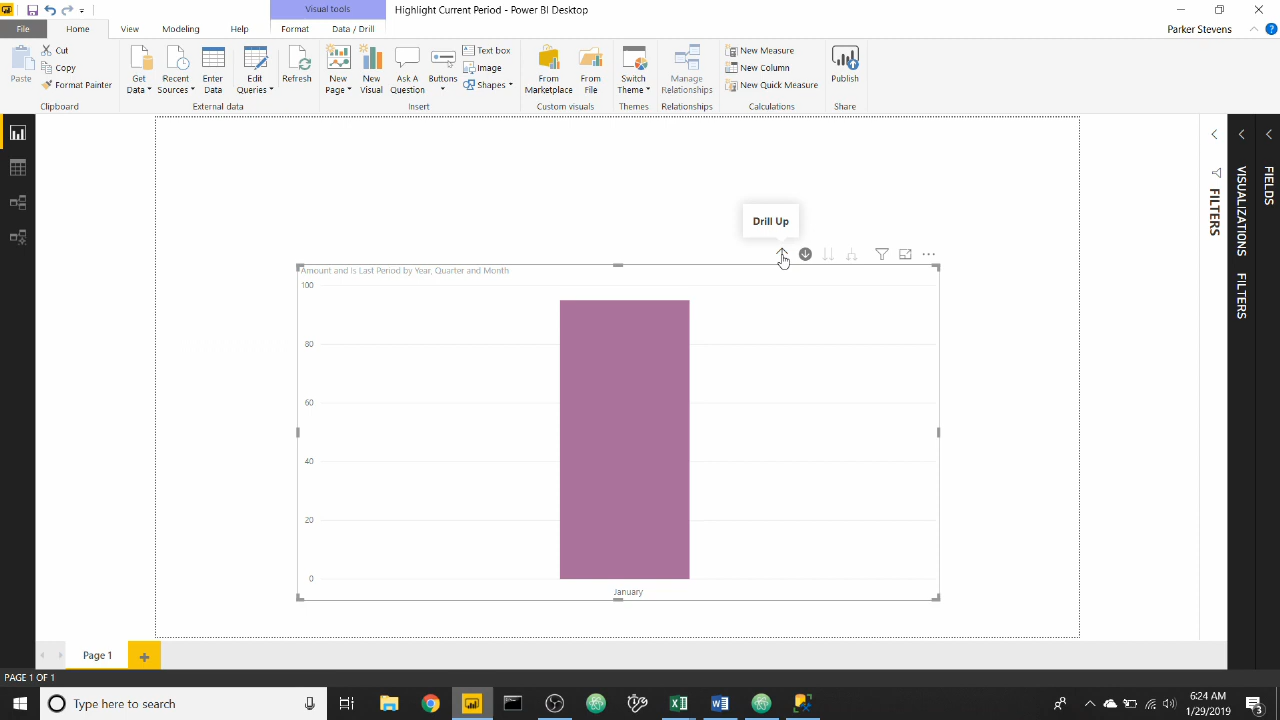 Visual tools
Highlight Current Period - Power BI Desktop
File
Home
View
Modeling
Help
Format
Data / Drill
Parker Stevens
Paste
Cut
Copy
Format Painter
Clipboard
Get Data
Recent Sources
Enter Data
Edit Queries
Refresh
External data
New Page
New Visual
Ask A Question
Buttons
Text box
Image
Shapes
Insert
From Marketplace
From File
Custom visuals
Switch Theme
Themes
Manage Relationships
Relationships
New Measure
New Column
New Quick Measure
Calculations
Publish
Share
Drill Up
Amount and Is Last Period by Year, Quarter and Month
100
80
60
40
20
0
January
FILTERS
VISUALIZATIONS
FILTERS
FIELDS
Page 1
PAGE 1 OF 1
Type here to search
6:24 AM
1/29/2019
3